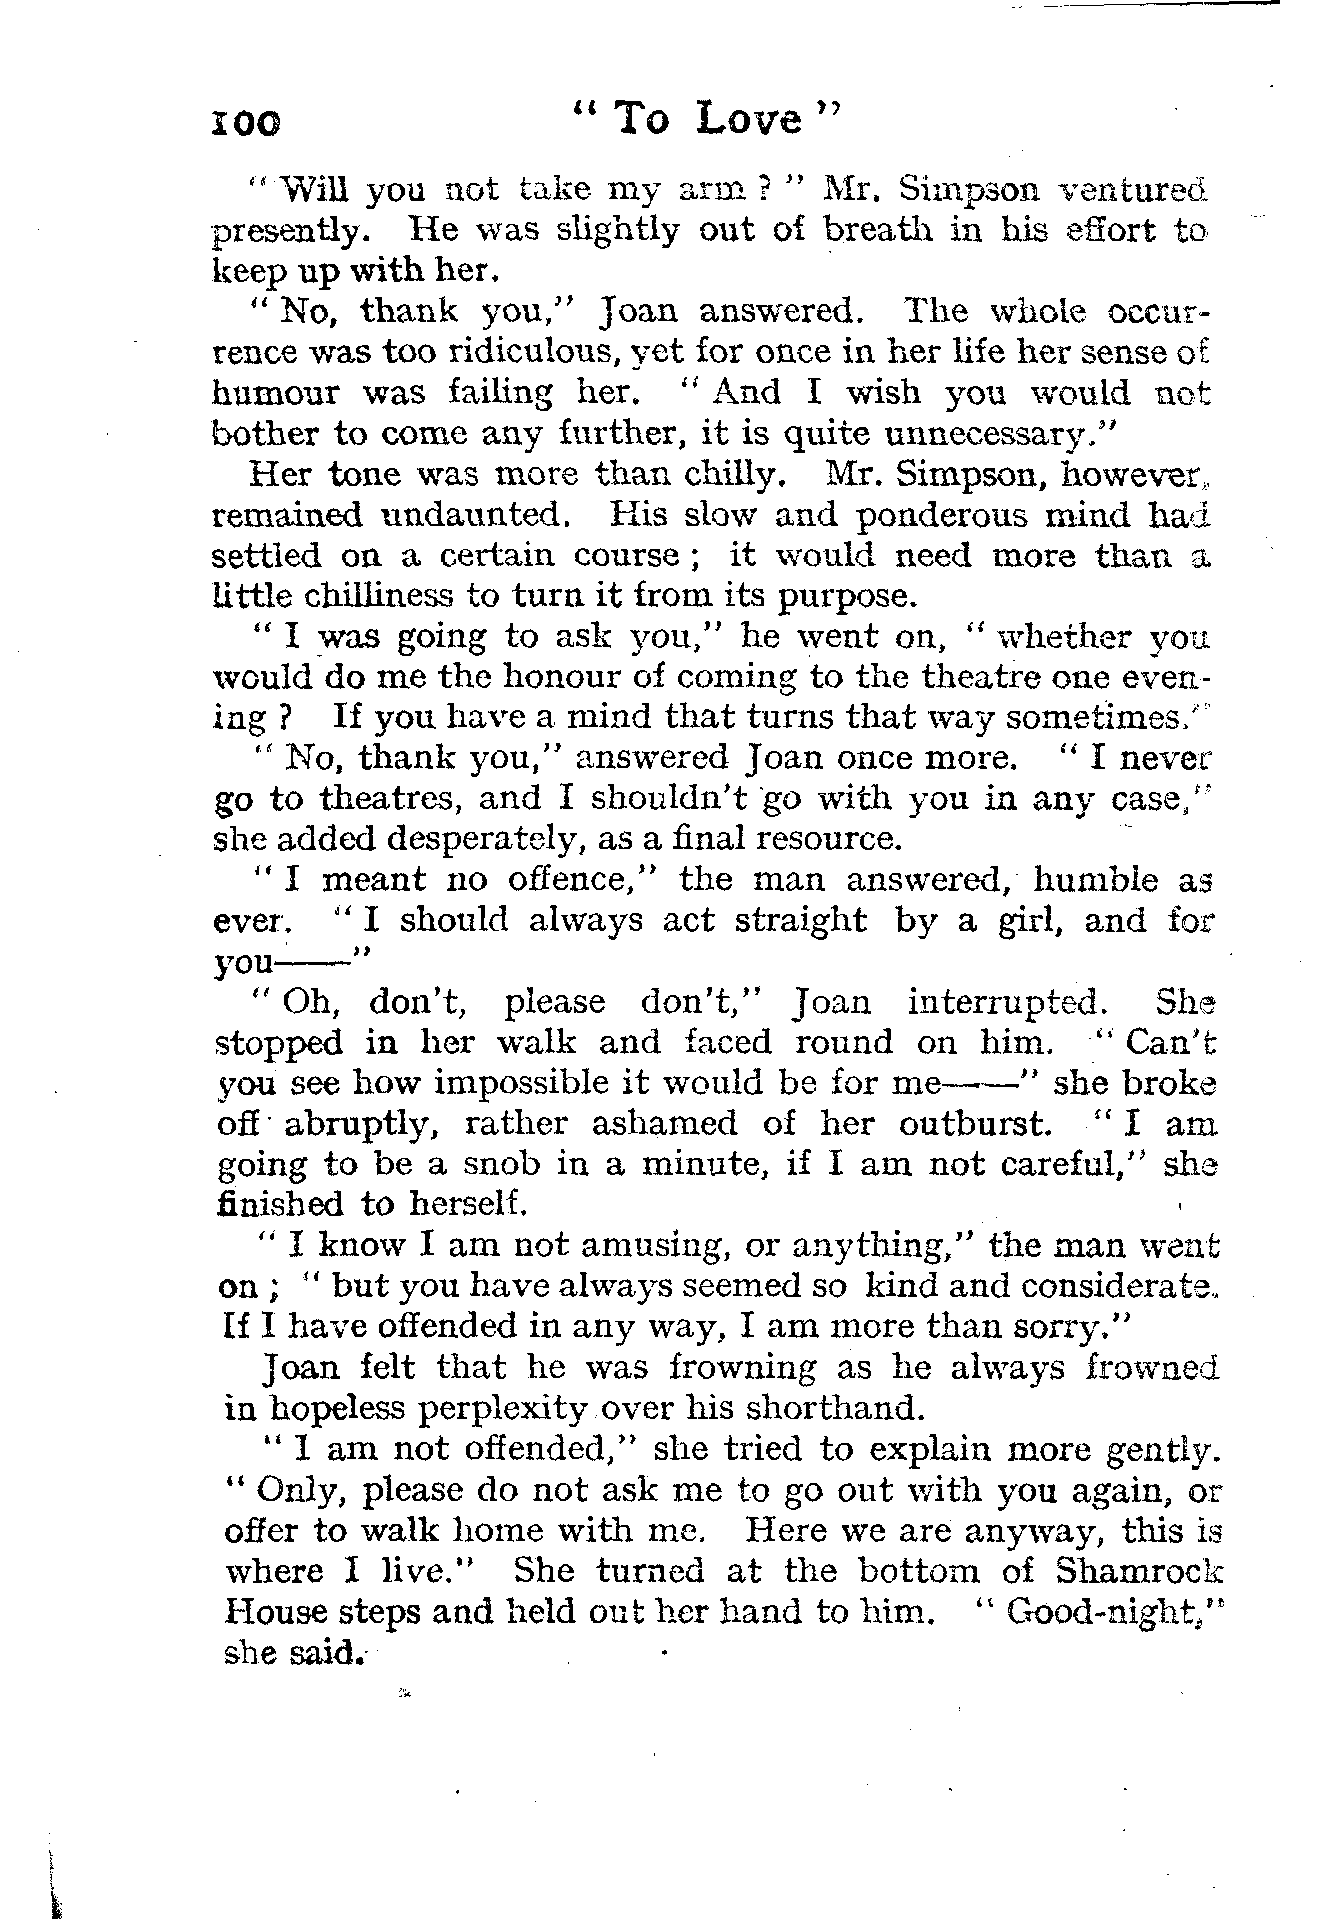 100 “ To Love ”
“ Will you not take my arm ? ” Mr. Simpson ventured
presently. He was slightly out of breath in his effort to
keep up with her.
“ No, thank you,” Joan answered. The whole occur-
rence was too ridiculous, yet for once in her life her sense of
humour was failing her. “ And I wish you would not
bother to come any further, it is quite unnecessary.”
Her tone was more than chilly. Mr. Simpson, however,
remained undaunted. His slow and ponderous mind had
settled on a certain course ; it would need more than a
little chilliness to turn it from its purpose.
“ I was going to ask you,” he went on, “ whether you
would do me the honour of coming to the theatre one even-
ing ? If you have a mind that turns that way sometimes.”
“ No, thank you,” answered Joan once more. “ I never
go to theatres, and I shouldn't go with you in any case,”
she added desperately, as a final resource.
“ I meant no offence,” the man answered, humble as
ever. “ I should always act straight by a girl, and for
you——”
“ Oh, don't, please don't,” Joan interrupted. She
stopped in her walk and faced round on him. “ Can't
you see how impossible it would be for me——” she broke
off abruptly, rather ashamed of her outburst. “ I am
going to be a snob in a minute, if I am not careful,” she
finished to herself.
“ I know I am not amusing, or anything,” the man went
on ; “ but you have always seemed so kind and considerate.
If I have offended in any way, I am more than sorry.”
Joan felt that he was frowning as he always frowned
in hopeless perplexity over his shorthand.
“ I am not offended,” she tried to explain more gently.
“ Only, please do not ask me to go out with you again, or
offer to walk home with me. Here we are anyway, this is
where I live.” She turned at the bottom of Shamrock
House steps and held out her hand to him. “ Good-night,”
she said.